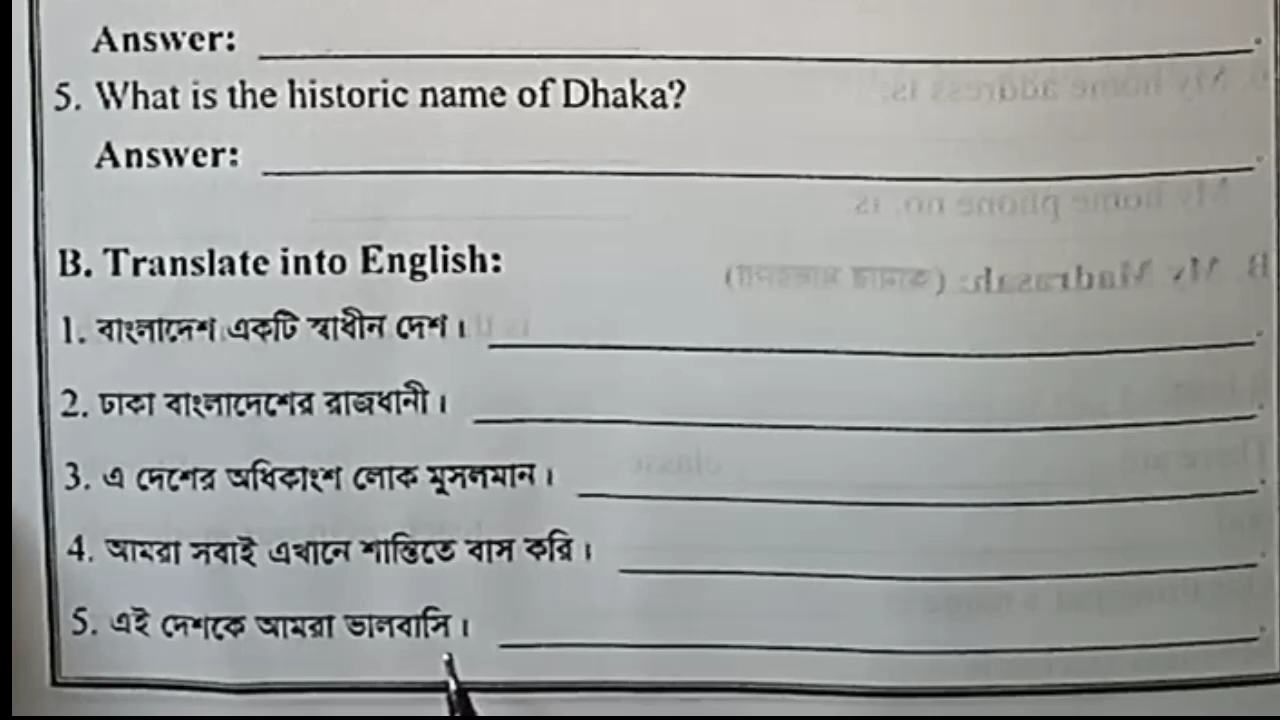 Answer:
5. What is the historic name of Dhaka?
Answer:
B. Translate into English:
1. বাংলাদেশ একটি স্বাধীন দেশ।
2. ঢাকা বাংলাদেশের রাজধানী।
3. এ দেশের অধিকাংশ লোক মুসলমান।
4. আমরা সবাই এখানে শান্তিতে বাস করি।
5. এই দেশকে আমরা ভালবাসি।